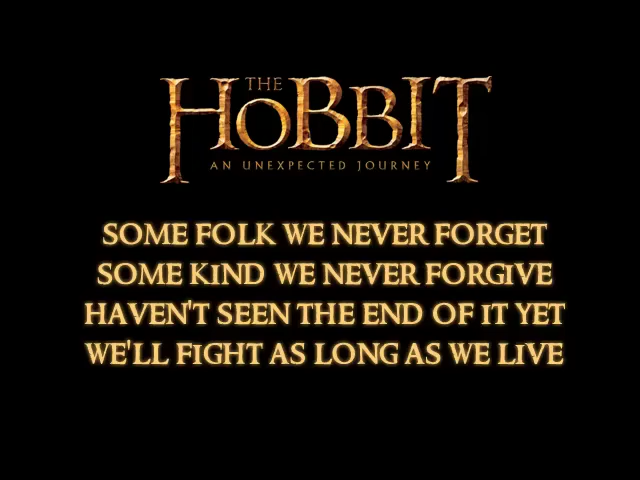 THE
HOBBIT
AN UNEXPECTED JOURNEY
SOME FOLK WE NEVER FORGET
SOME KIND WE NEVER FORGIVE
HAVEN'T SEEN THE END OF IT YET
WE'LL FIGHT AS LONG AS WE LIVE